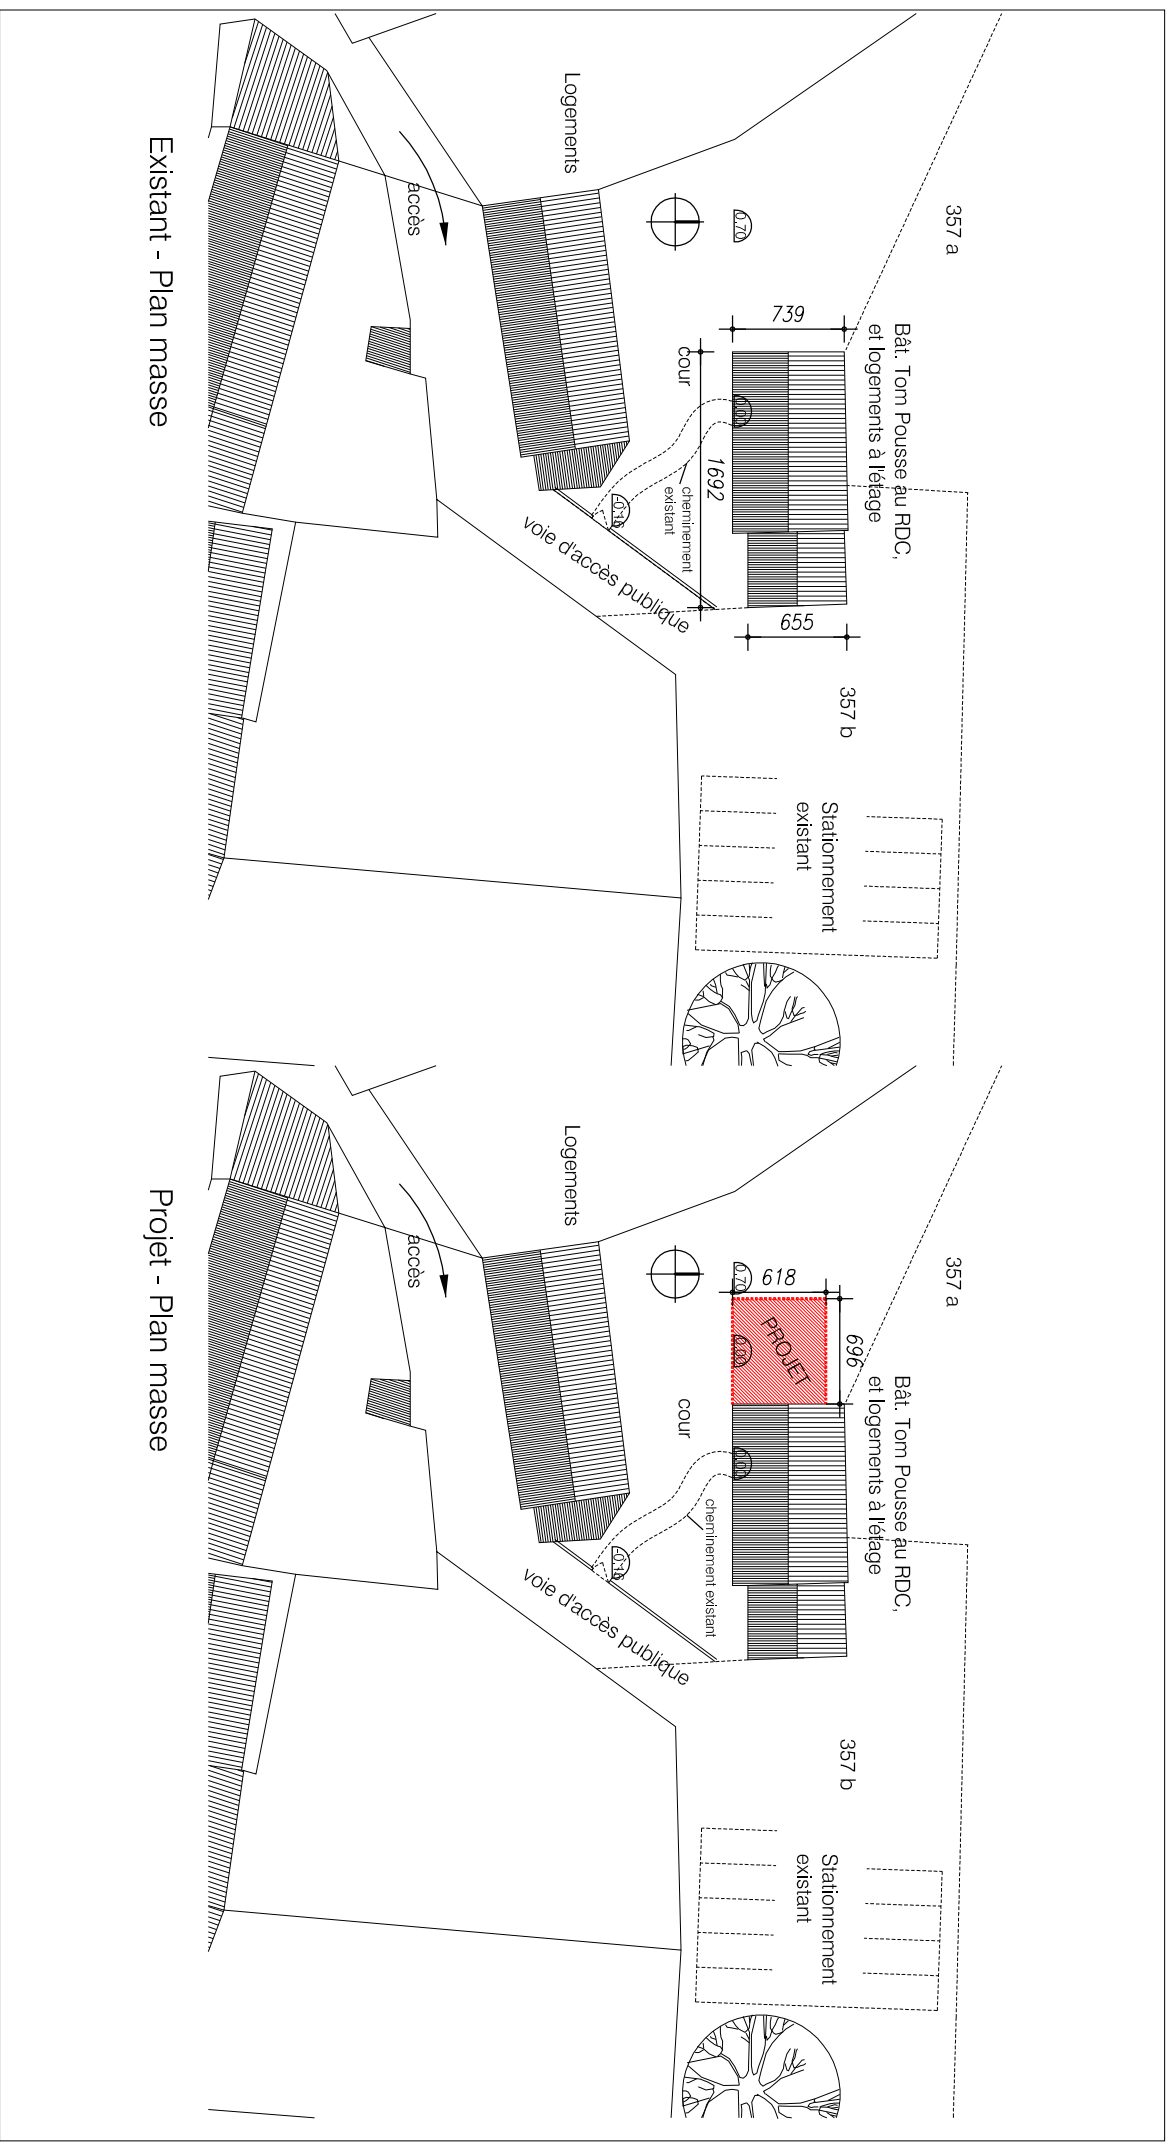 357 a
Bât. Tom Pousse au RDC,
et logements à l'étage
739
0.70
Logements
accès
cour
0.00
1692
cheminement
existant
-0.16
voie d'accès publique
655
357 b
Stationnement
existant
Existant - Plan masse
357 a
Bât. Tom Pousse au RDC,
et logements à l'étage
696
618
0.70
PROJET
0.00
Logements
accès
cour
0.00
cheminement existant
-0.16
voie d'accès publique
357 b
Stationnement
existant
Projet - Plan masse